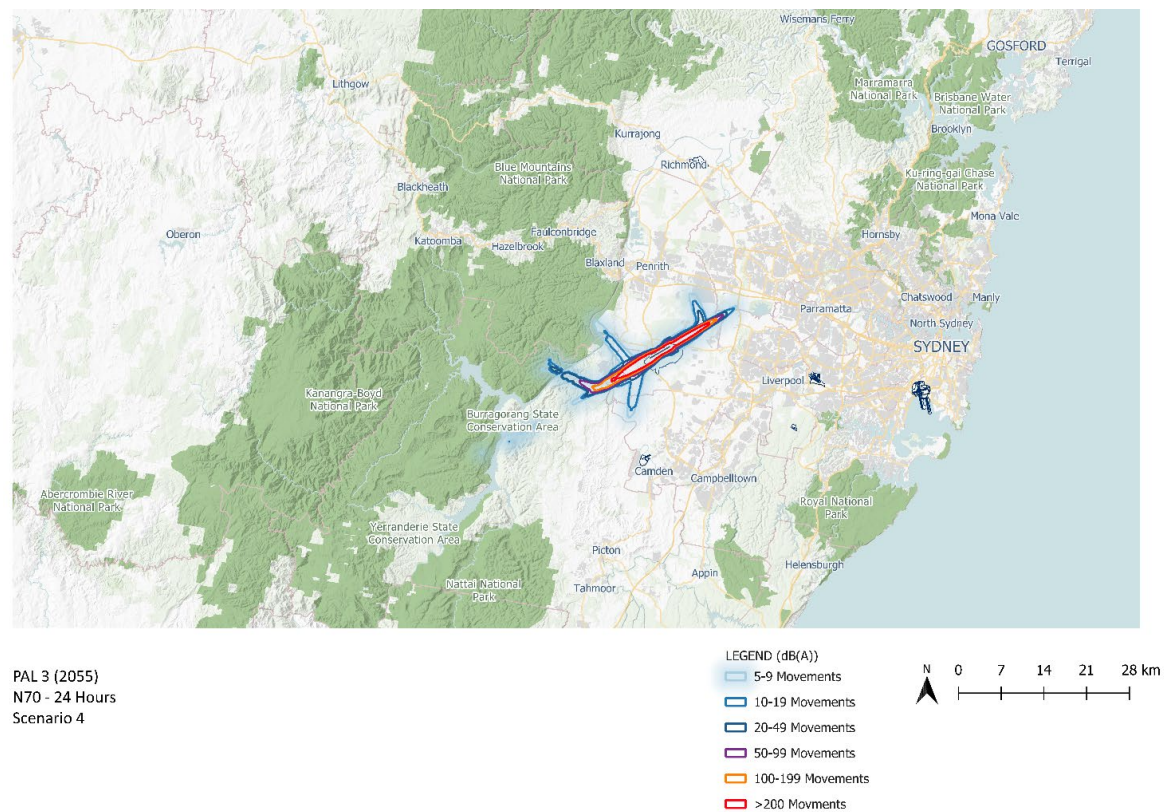 Wisemans Ferry
GOSFORD
Terrigal
Lithgow
Marramarra
National Park
Brisbane Water
National Park
Brooklyn
Kurrajong
Richmond
Blue Mountains
National Park
Ku-ring-gai Chase
National Park
Blackheath
Mona Vale
Oberon
Katoomba
Hazelbrook
Faulconbridge
Hornsby
Blaxland
Penrith
Chatswood
Manly
Parramatta
North Sydney
SYDNEY
Liverpool
Kanangra-Boyd
National Park
Burragorang State
Conservation Area
Camden
Campbelltown
Abercrombie River
National Park
Royal National
Park
Yerranderie State
Conservation Area
Picton
Appin
Helensburgh
Nattai National
Park
Tahmoor
PAL 3 (2055)
N70 - 24 Hours
Scenario 4
LEGEND (dB(A))
5-9 Movements
10-19 Movements
20-49 Movements
50-99 Movements
100-199 Movements
>200 Movments
N
0 7 14 21 28 km